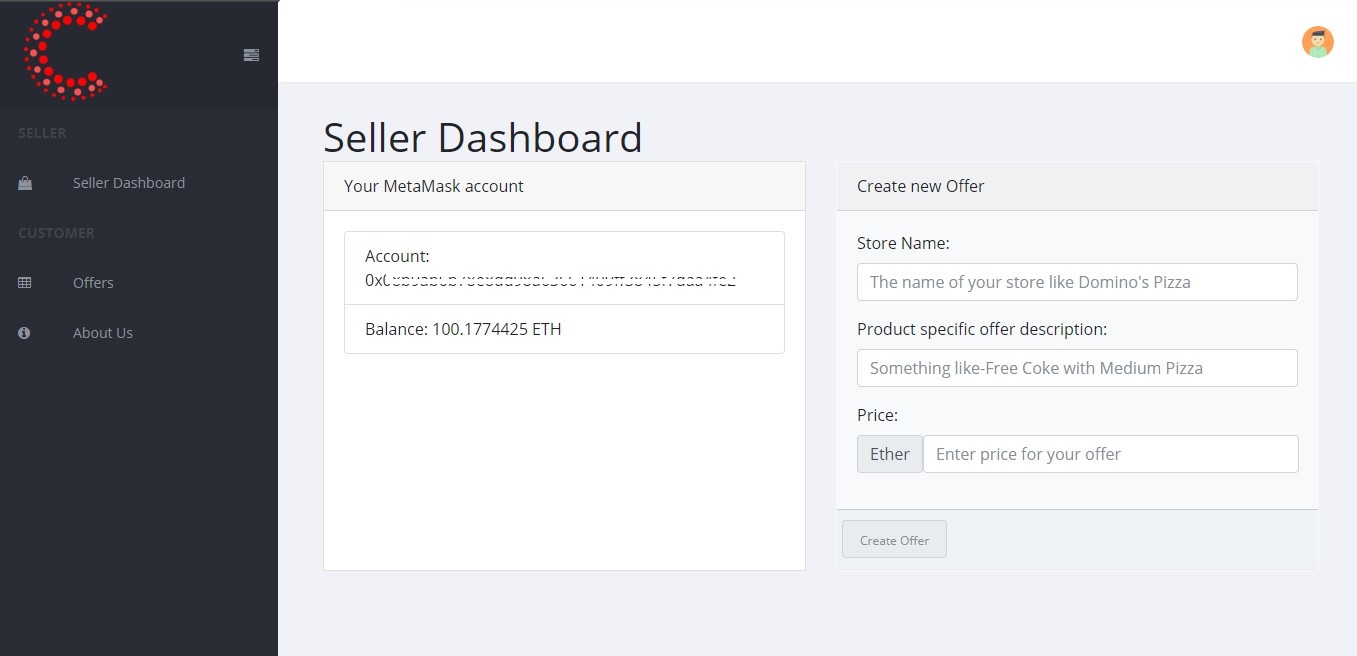 SELLER
Seller Dashboard
CUSTOMER
Offers
About Us
Seller Dashboard
Your MetaMask account
Account:
Balance: 100.1774425 ETH
Create new Offer
Store Name:
The name of your store like Domino's Pizza
Product specific offer description:
Something like-Free Coke with Medium Pizza
Price:
Ether
Enter price for your offer
Create Offer